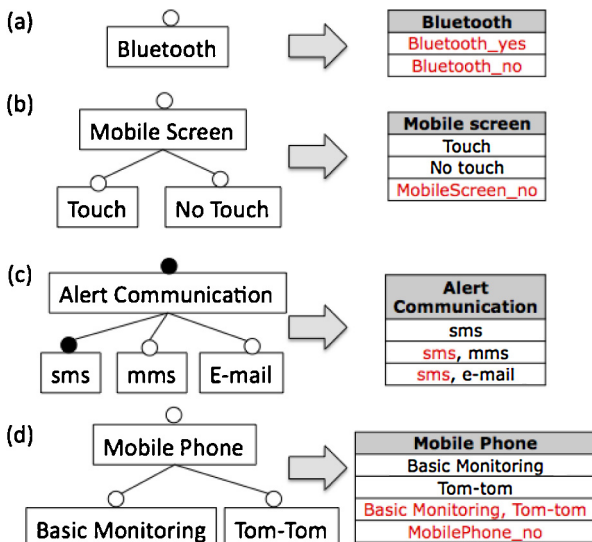 (a)
Bluetooth
Bluetooth
Bluetooth_yes
Bluetooth_no
(b)
Mobile Screen
Touch
No Touch
Mobile screen
Touch
No touch
MobileScreen_no
(c)
Alert Communication
sms
mms
E-mail
Alert
Communication
sms
sms, mms
sms, e-mail
(d)
Mobile Phone
Basic Monitoring
Tom-Tom
Mobile Phone
Basic Monitoring
Tom-tom
Basic Monitoring, Tom-tom
MobilePhone_no